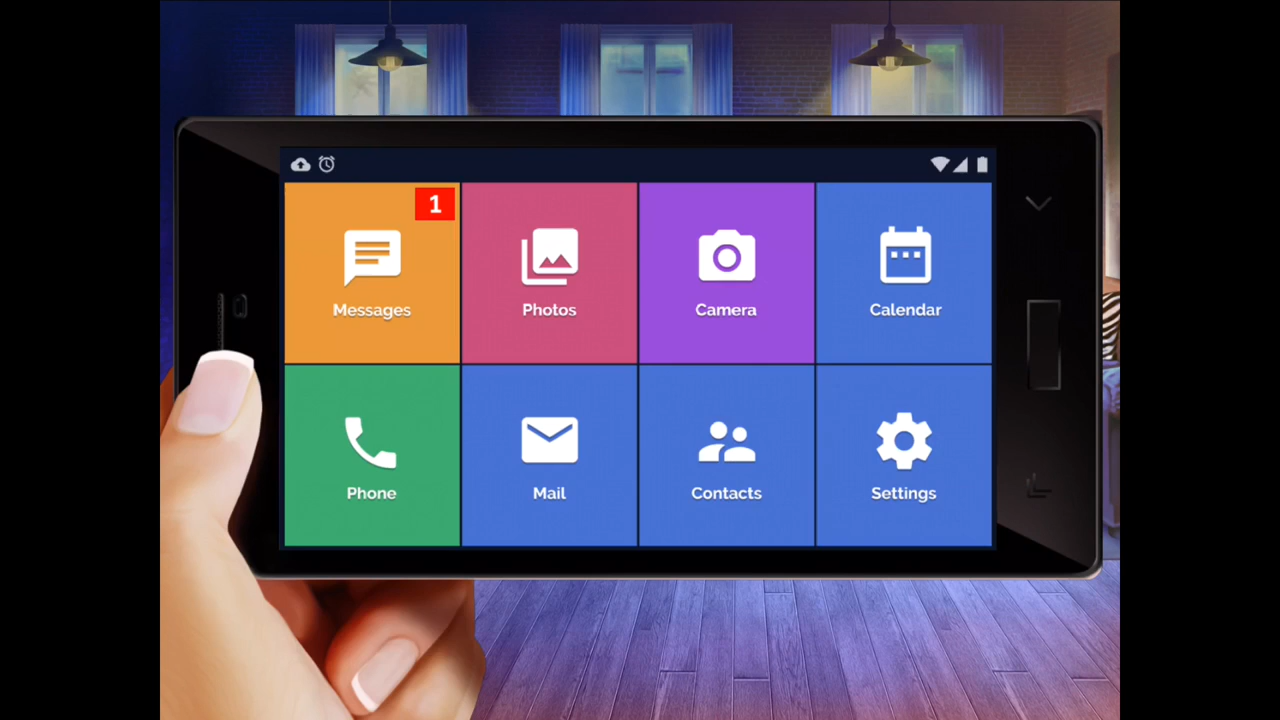 1
Messages
Photos
Camera
Calendar
Phone
Mail
Contacts
Settings